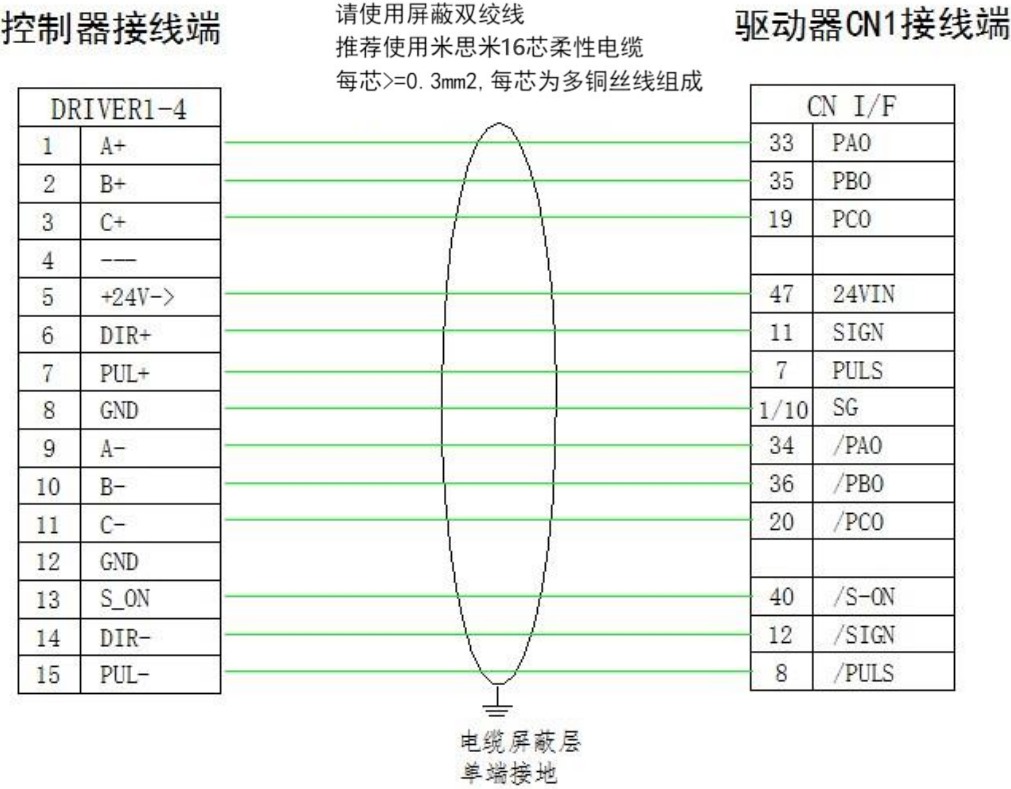 控制器接线端
请使用屏蔽双绞线
推荐使用米思米16芯柔性电缆
每芯>=0.3mm2,每芯为多铜丝线组成
驱动器CN1接线端
DRIVER1-4
1 A+
2 B+
3 C+
4 ---
5 +24V->
6 DIR+
7 PUL+
8 GND
9 A-
10 B-
11 C-
12 GND
13 S_ON
14 DIR-
15 PUL-
CN I/F
33 PAO
35 PBO
19 PCO
47 24VIN
11 SIGN
7 PULS
1/10 SG
34 /PAO
36 /PBO
20 /PCO
40 /S-ON
12 /SIGN
8 /PULS
电缆屏蔽层
单端接地